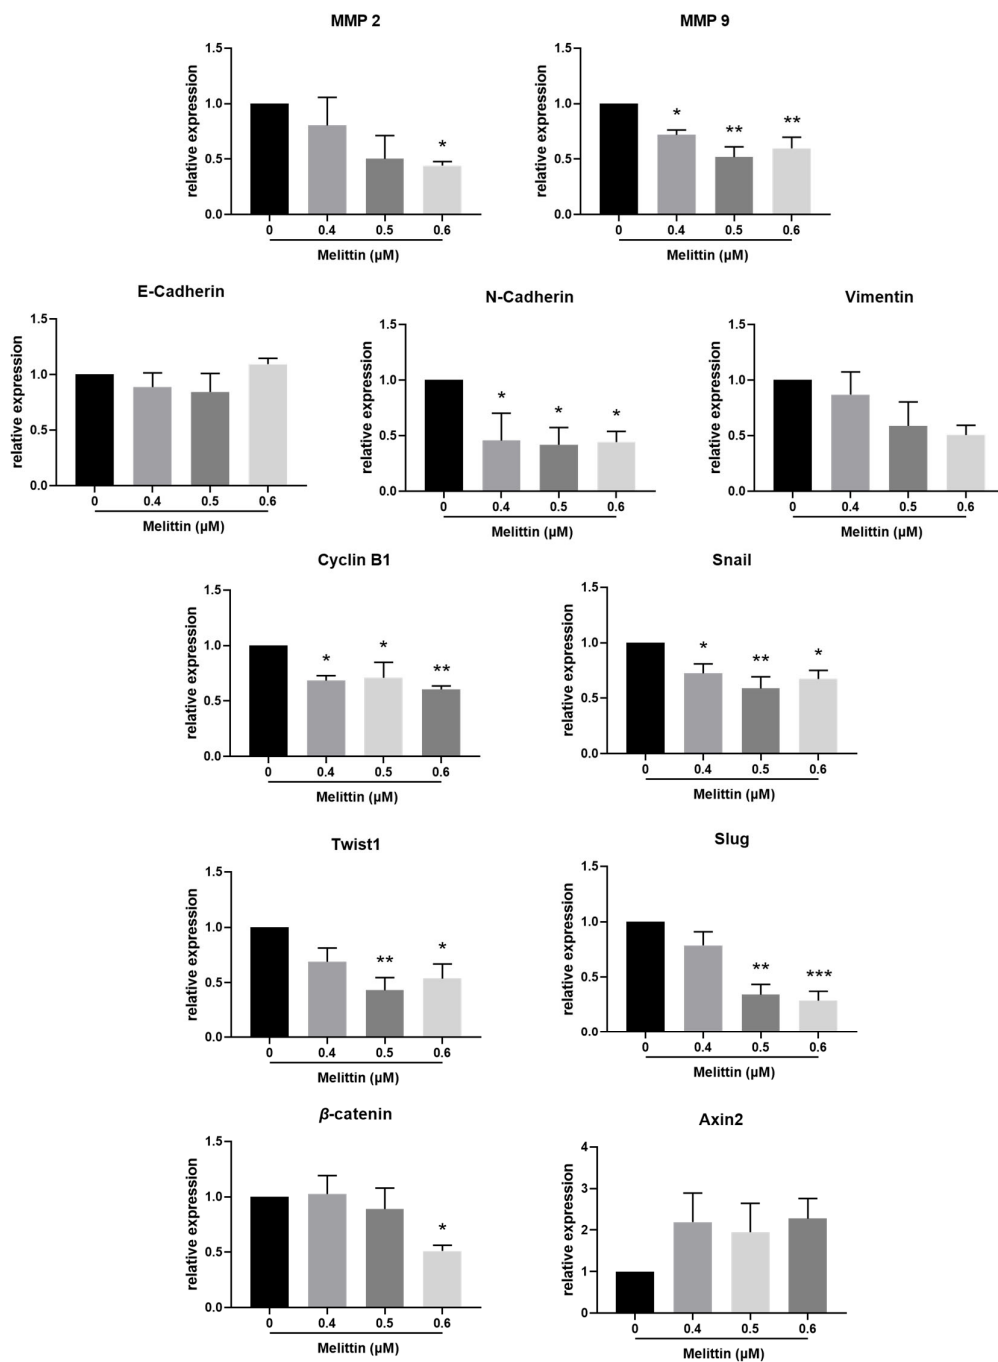 MMP 2
relative expression
1.5
1.0
0.5
0.0
*
0 0.4 0.5 0.6
Melittin (µM)
MMP 9
relative expression
1.5
1.0
0.5
0.0
* ** **
0 0.4 0.5 0.6
Melittin (µM)
E-Cadherin
relative expression
1.5
1.0
0.5
0.0
0 0.4 0.5 0.6
Melittin (µM)
N-Cadherin
relative expression
1.5
1.0
0.5
0.0
* * *
0 0.4 0.5 0.6
Melittin (µM)
Vimentin
relative expression
1.5
1.0
0.5
0.0
0 0.4 0.5 0.6
Melittin (µM)
Cyclin B1
relative expression
1.5
1.0
0.5
0.0
* * **
0 0.4 0.5 0.6
Melittin (µM)
Snail
relative expression
1.5
1.0
0.5
0.0
* ** *
0 0.4 0.5 0.6
Melittin (µM)
Twist1
relative expression
1.5
1.0
0.5
0.0
** *
0 0.4 0.5 0.6
Melittin (µM)
Slug
relative expression
1.5
1.0
0.5
0.0
** ***
0 0.4 0.5 0.6
Melittin (µM)
β-catenin
relative expression
1.5
1.0
0.5
0.0
*
0 0.4 0.5 0.6
Melittin (µM)
Axin2
relative expression
4
3
2
1
0
0 0.4 0.5 0.6
Melittin (µM)